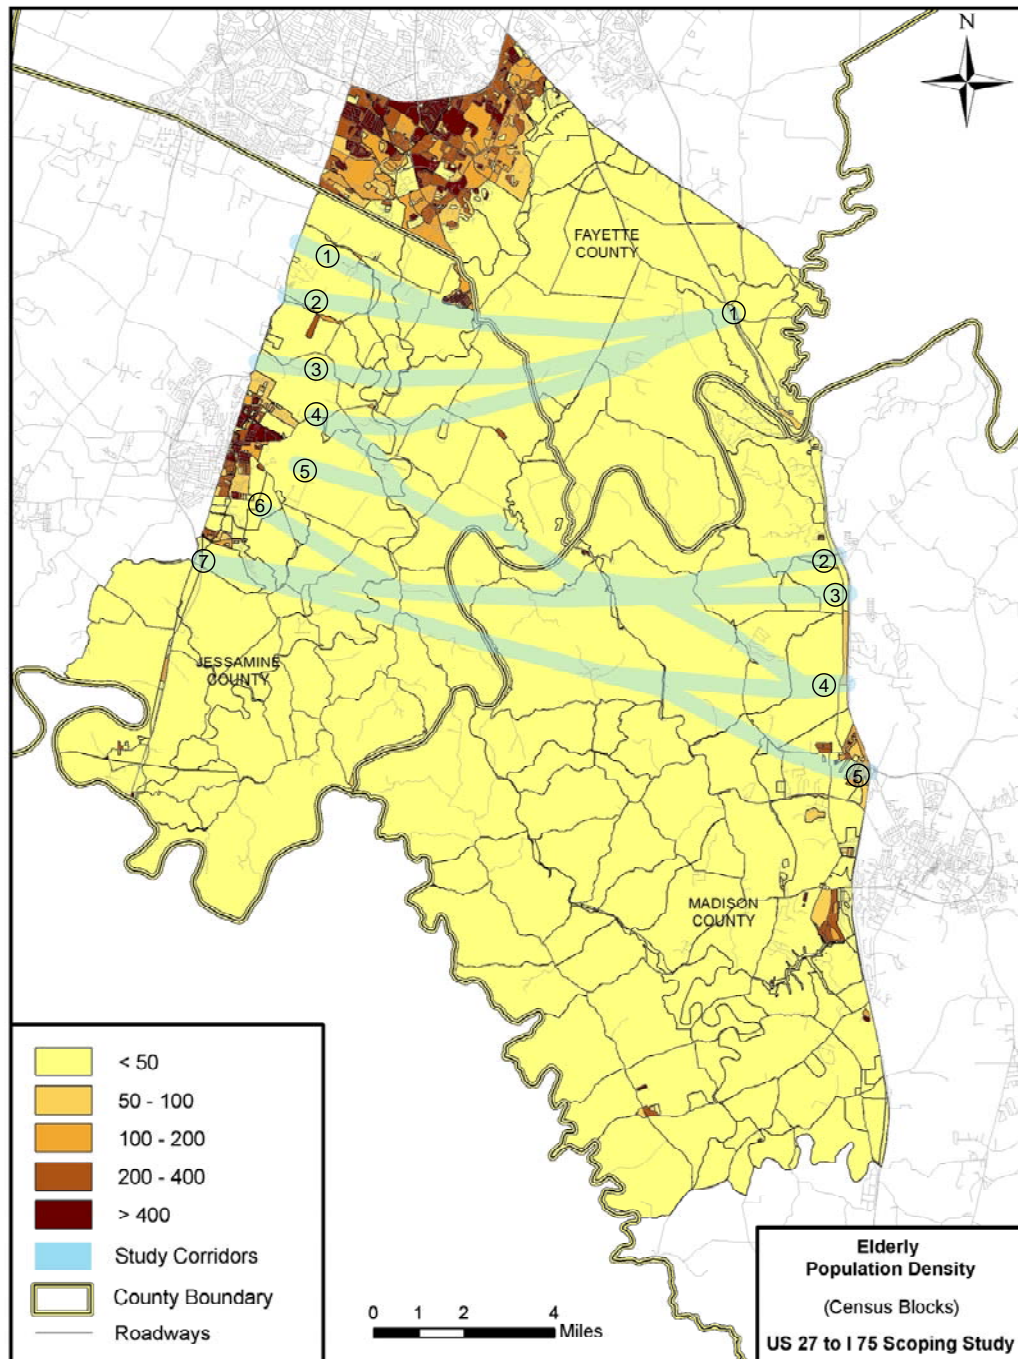 N
FAYETTE
COUNTY
1
1
2
3
4
5
6
7
2
3
4
5
JESSAMINE
COUNTY
MADISON
COUNTY
< 50
50 - 100
100 - 200
200 - 400
> 400
Study Corridors
County Boundary
Roadways
0 1 2 4
Miles
Elderly
Population Density
(Census Blocks)
US 27 to I 75 Scoping Study